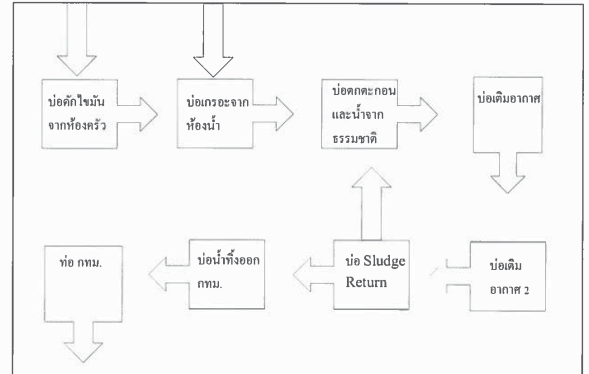 บ่อดักไขมัน
จากห้องครัว
บ่อเกรอะจาก
ห้องน้ำ
บ่อตกตะกอน
และน้ำจาก
ธรรมชาติ
บ่อเติมอากาศ
ท่อ กทม.
บ่อน้ำทิ้งออก
กทม.
บ่อ Sludge
Return
บ่อเติม
อากาศ 2